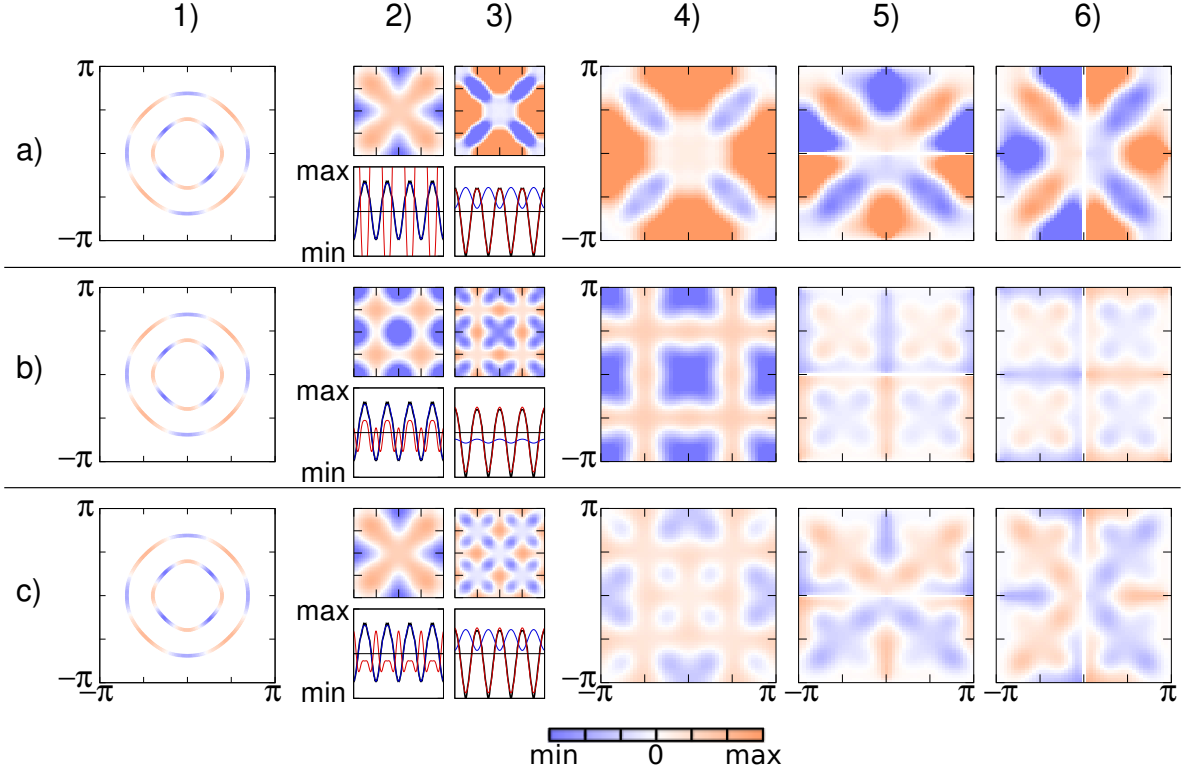 1) 2) 3) 4) 5) 6)
π π
a)
max
min
−π −π
π π
b)
max
min
−π −π
π π
c)
max
min
−π −π
−π π −π π −π π −π π
min 0 max